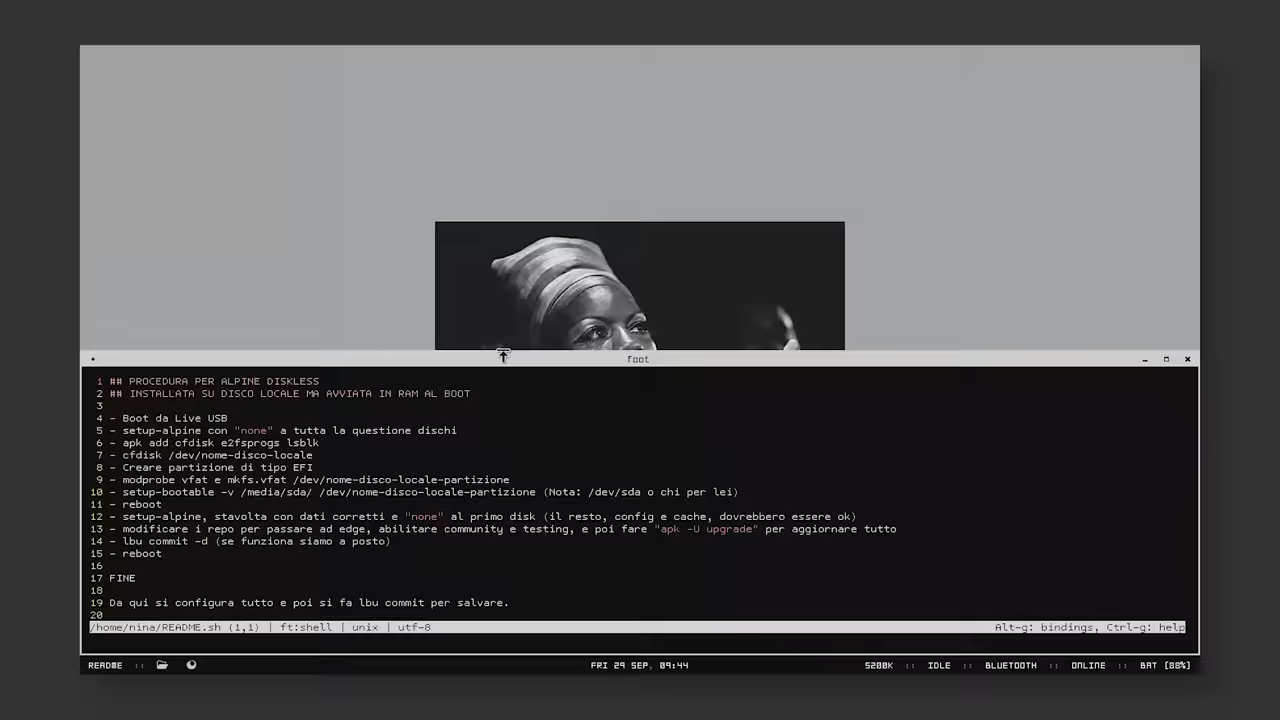 foot
1 ## PROCEDURA PER ALPINE DISKLESS
2 ## INSTALLATA SU DISCO LOCALE MA AVVIATA IN RAM AL BOOT
3
4 - Boot da Live USB
5 - setup-alpine con "none" a tutta la questione dischi
6 - apk add cfdisk e2fsprogs lsblk
7 - cfdisk /dev/nome-disco-locale
8 - Creare partizione di tipo EFI
9 - modprobe vfat e mkfs.vfat /dev/nome-disco-locale-partizione
10 - setup-bootable -v /media/sda/ /dev/nome-disco-locale-partizione (Nota: /dev/sda o chi per lei)
11 - reboot
12 - setup-alpine, stavolta con dati corretti e "none" al primo disk (il resto, config e cache, dovrebbero essere ok)
13 - modificare i repo per passare ad edge, abilitare community e testing, e poi fare "apk -U upgrade" per aggiornare tutto
14 - lbu commit -d (se funziona siamo a posto)
15 - reboot
16
17 FINE
18
19 Da qui si configura tutto e poi si fa lbu commit per salvare.
20
/home/nina/README.sh (1,1) | ft:shell | unix | utf-8 Alt-g: bindings, Ctrl-g: help
README :: FRI 29 SEP, 09:44 5200K :: IDLE :: BLUETOOTH :: ONLINE :: BAT [88%]